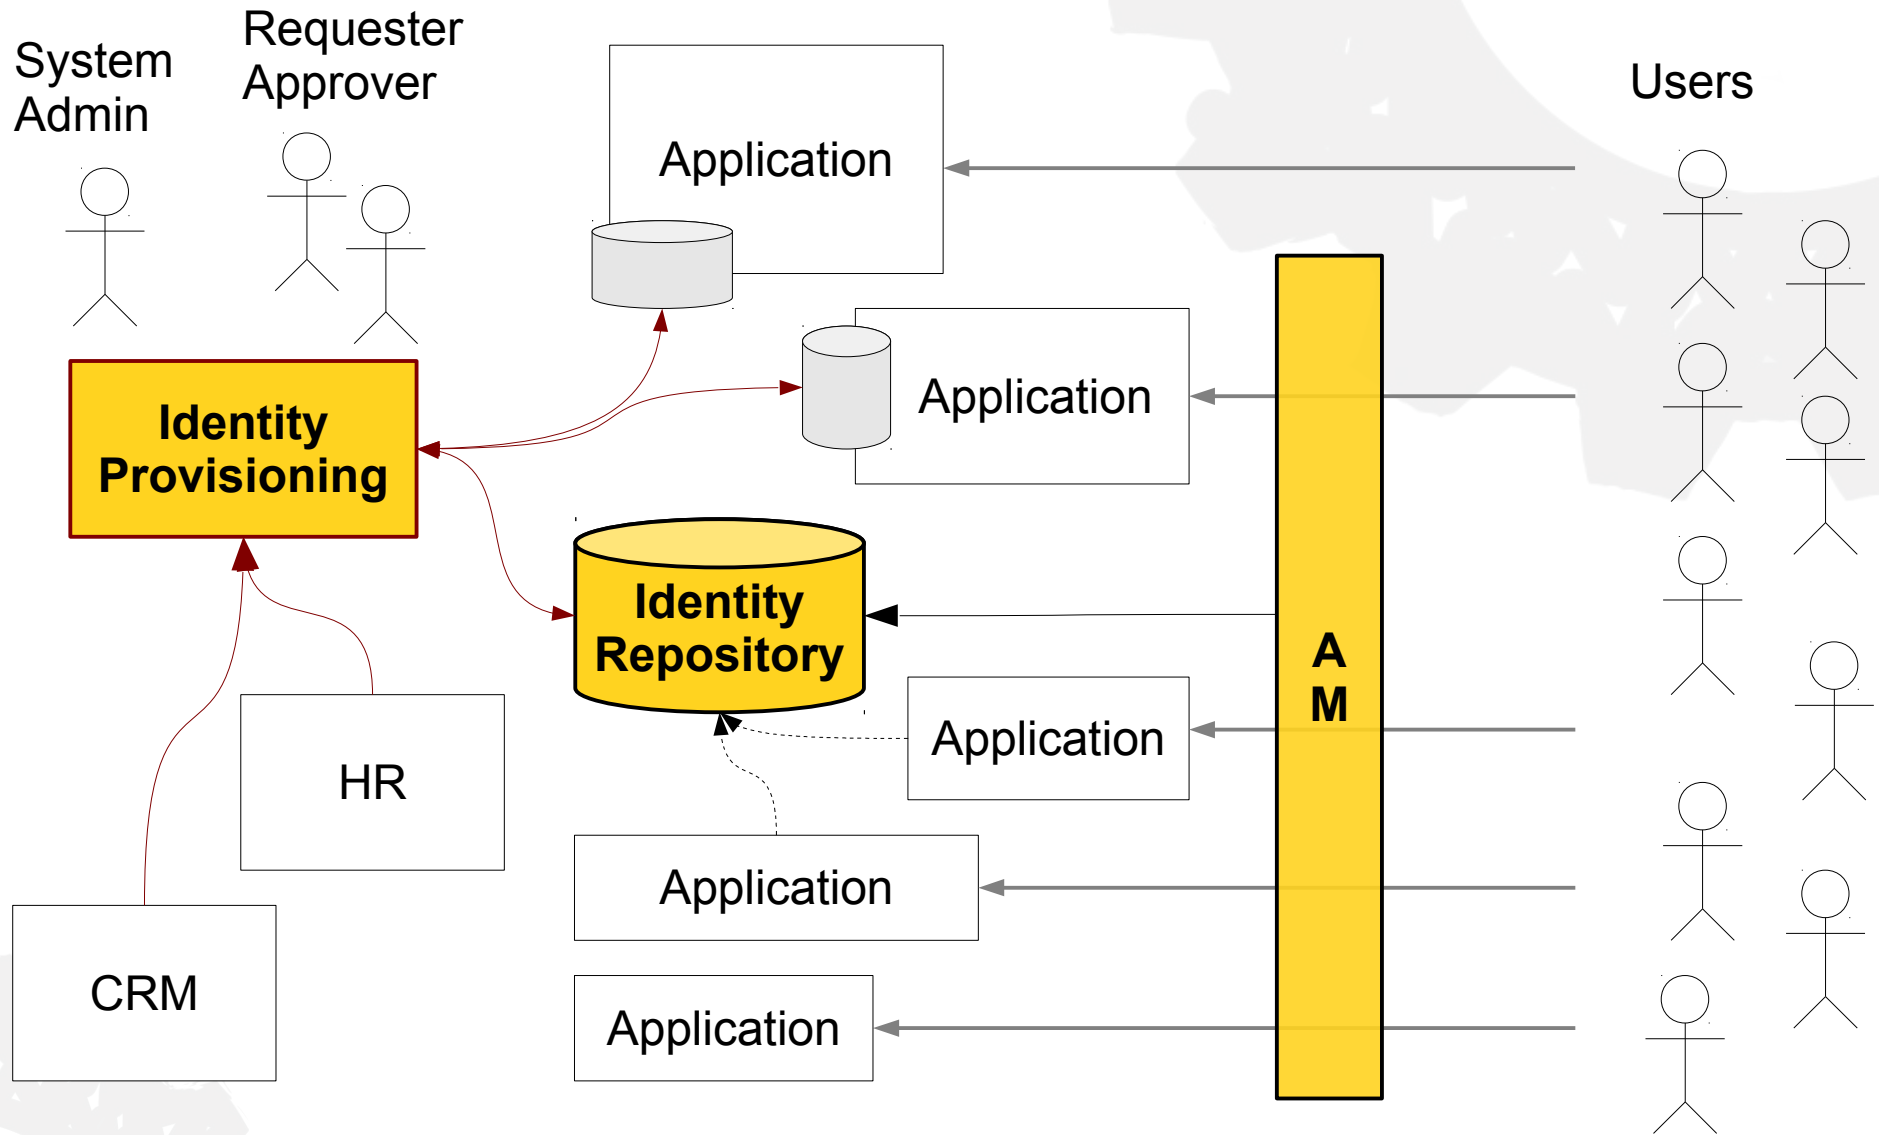 System
Admin
Requester
Approver
Users
Application
Application
Identity
Provisioning
Identity
Repository
A
M
Application
HR
Application
CRM
Application